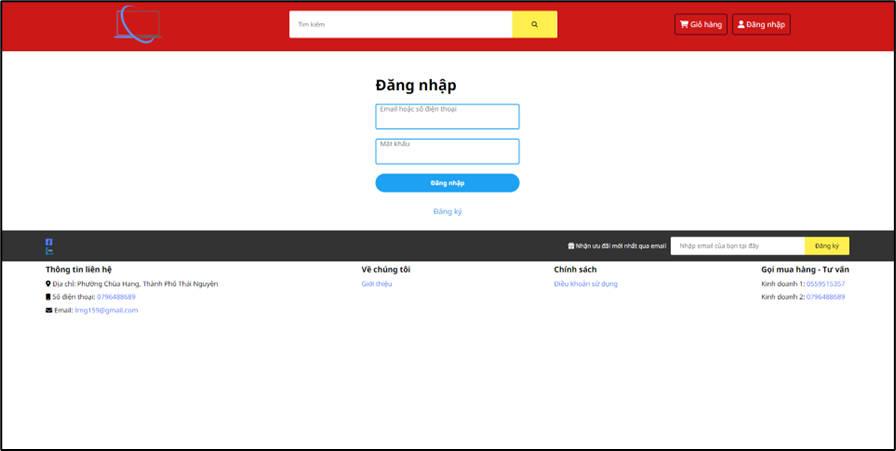 Tìm kiếm
Giỏ hàng
Đăng nhập
Đăng nhập
Email hoặc số điện thoại
Mật khẩu
Đăng nhập
Đăng ký
Nhận ưu đãi mới nhất qua email
Nhập email của bạn tại đây
Đăng ký
Thông tin liên hệ
Địa chỉ: Phường Chùa Hang, Thành Phố Thái Nguyên
Số điện thoại: 0796488689
Email: lrng159@gmail.com
Về chúng tôi
Giới thiệu
Chính sách
Điều khoản sử dụng
Gọi mua hàng - Tư vấn
Kinh doanh 1: 0559515357
Kinh doanh 2: 0796488689